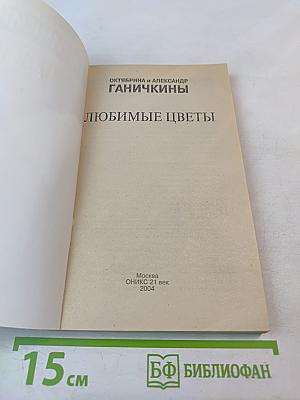 ОКТЯБРИНА и АЛЕКСАНДР
ГАНИЧКИНЫ
ЛЮБИМЫЕ ЦВЕТЫ
Москва
ОНИКС 21 век
2004
15 см
БФ БИБЛИОФАН